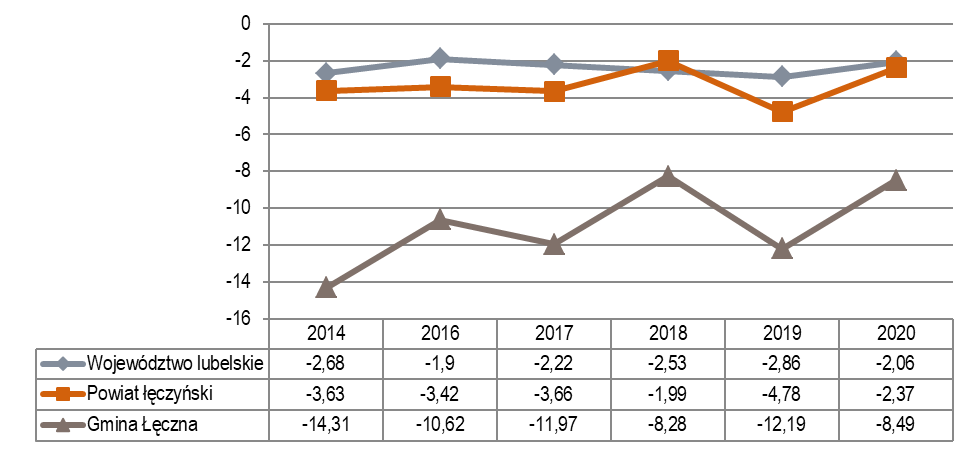 0
-2
-4
-6
-8
-10
-12
-14
-16
2014 2016 2017 2018 2019 2020
Województwo lubelskie -2,68 -1,9 -2,22 -2,53 -2,86 -2,06
Powiat łęczyński -3,63 -3,42 -3,66 -1,99 -4,78 -2,37
Gmina Łęczna -14,31 -10,62 -11,97 -8,28 -12,19 -8,49